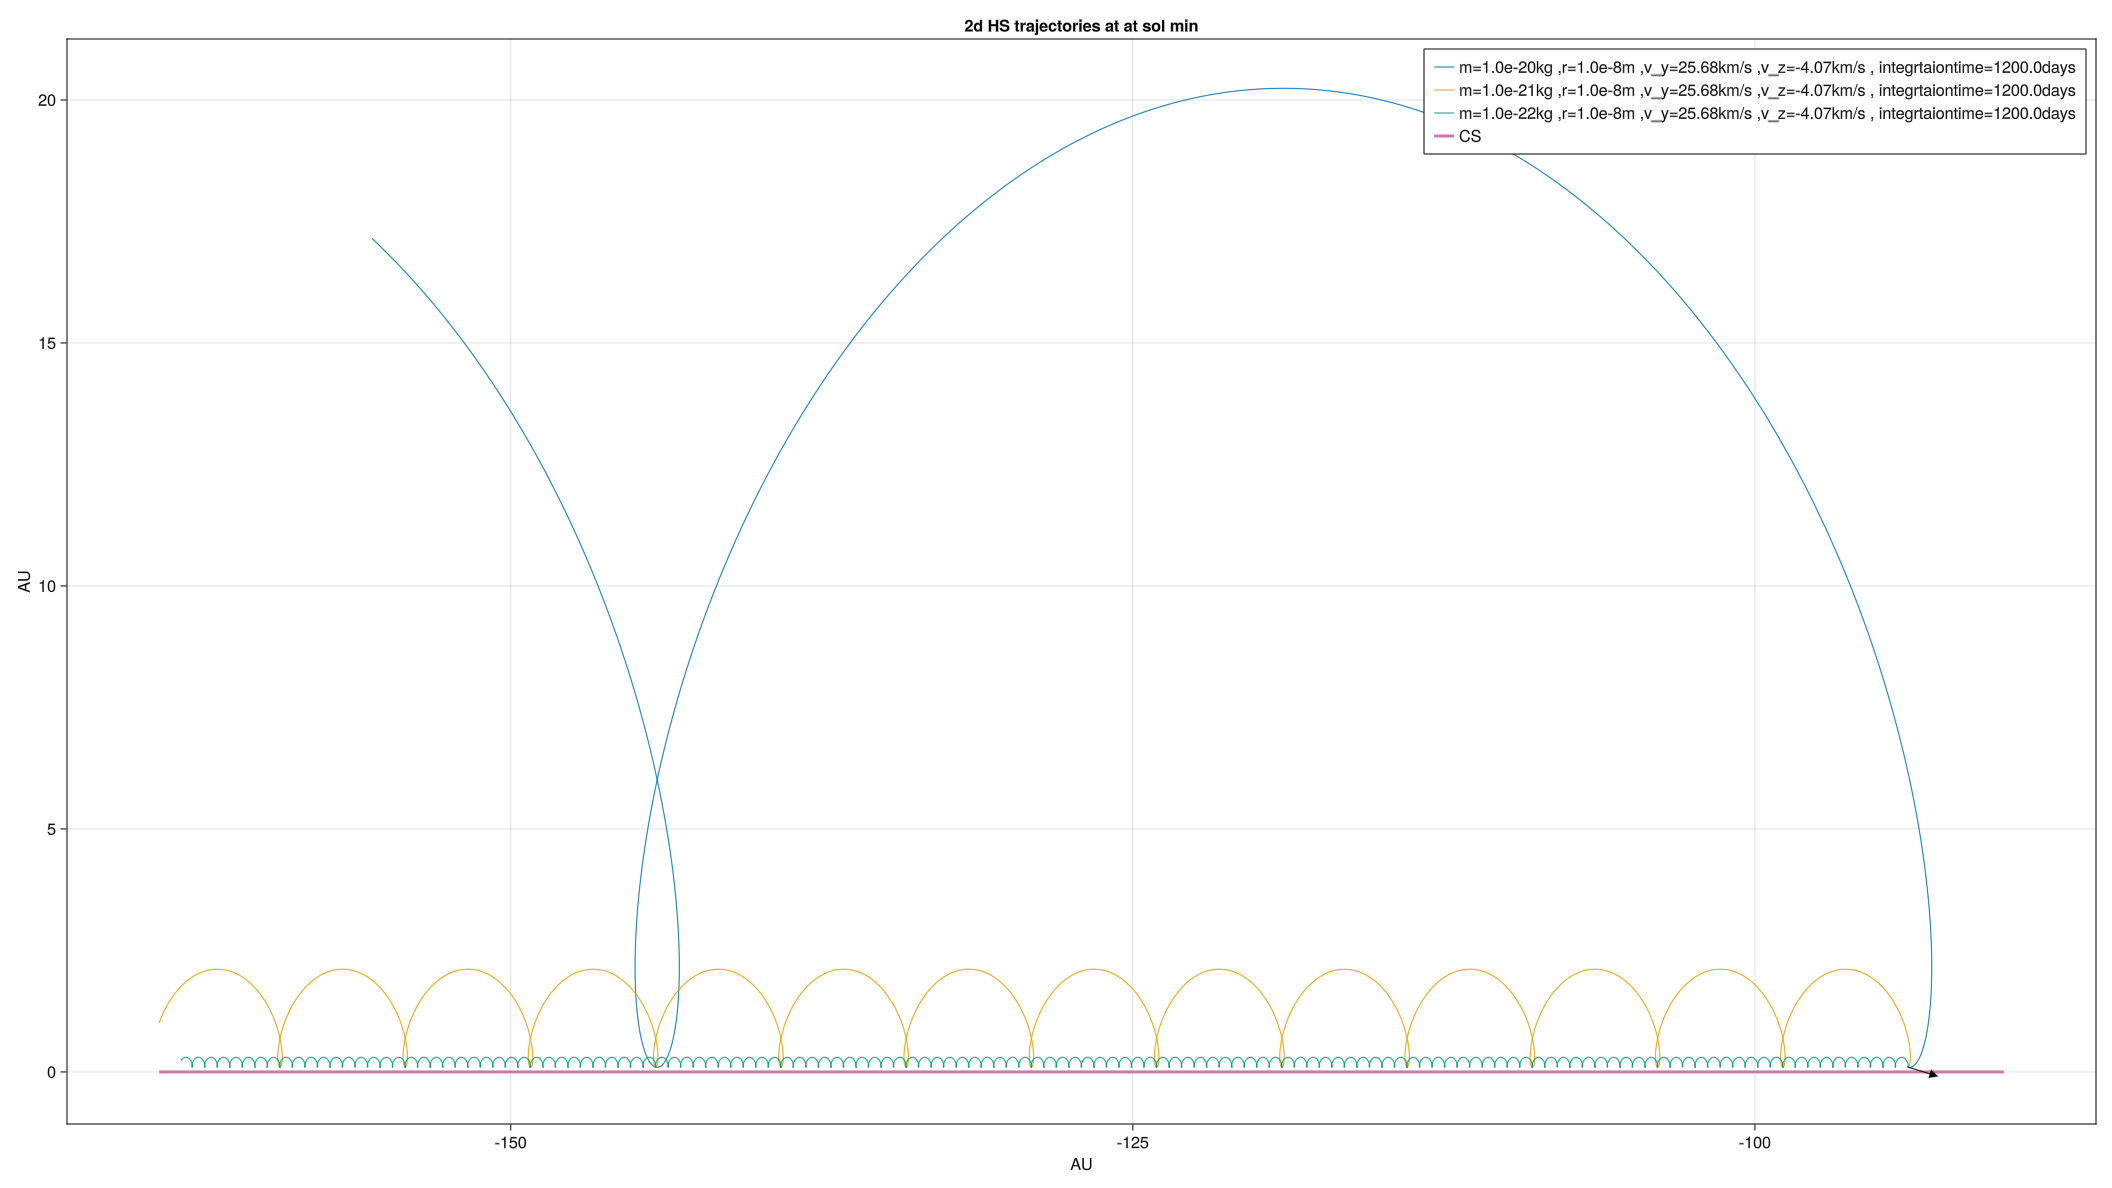 2d HS trajectories at at sol min
m=1.0e-20kg ,r=1.0e-8m ,v_y=25.68km/s ,v_z=-4.07km/s , integrtaiontime=1200.0days
m=1.0e-21kg ,r=1.0e-8m ,v_y=25.68km/s ,v_z=-4.07km/s , integrtaiontime=1200.0days
m=1.0e-22kg ,r=1.0e-8m ,v_y=25.68km/s ,v_z=-4.07km/s , integrtaiontime=1200.0days
CS
20
15
10
5
0
AU
-150
-125
-100
AU